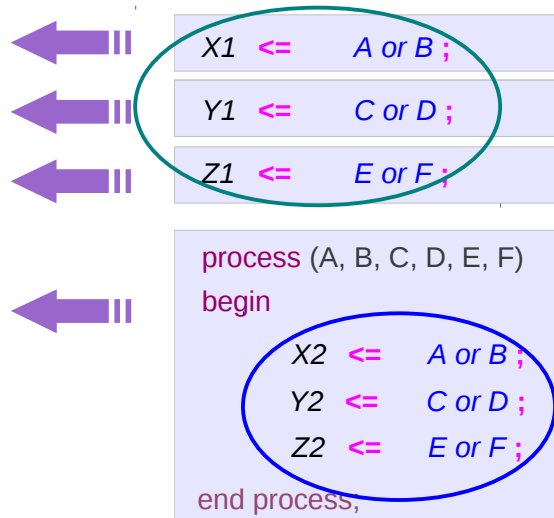 X1 <= A or B ;
Y1 <= C or D ;
Z1 <= E or F ;
process (A, B, C, D, E, F)
begin
X2 <= A or B ;
Y2 <= C or D ;
Z2 <= E or F ;
end process;